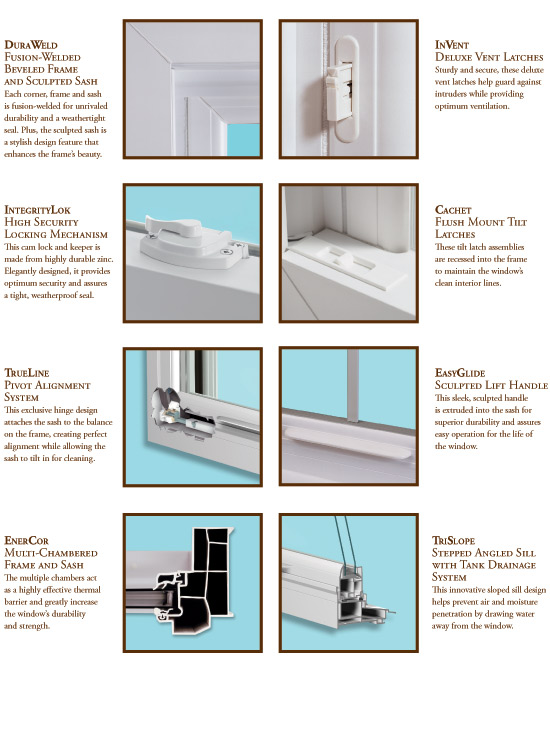 DuraWeld
Fusion-Welded
Beveled Frame
and Sculpted Sash
Each corner, frame and sash
is fusion-welded for unrivaled
durability and a weathertight
seal. Plus, the sculpted sash is
a stylish design feature that
enhances the frame's beauty.
InVent
Deluxe Vent Latches
Sturdy and secure, these deluxe
vent latches help guard against
intruders while providing
optimum ventilation.
IntegrityLok
High Security
Locking Mechanism
This cam lock and keeper is
made from highly durable zinc.
Elegantly designed, it provides
optimum security and assures
a tight, weatherproof seal.
Cachet
Flush Mount Tilt
Latches
These tilt latch assemblies
are recessed into the frame
to maintain the window's
clean interior lines.
TrueLine
Pivot Alignment
System
This exclusive hinge design
attaches the sash to the balance
on the frame, creating perfect
alignment while allowing the
sash to tilt in for cleaning.
EasyGlide
Sculpted Lift Handle
This sleek, sculpted handle
is extruded into the sash for
superior durability and assures
easy operation for the life of
the window.
EnerCor
Multi-Chambered
Frame and Sash
The multiple chambers act
as a highly effective thermal
barrier and greatly increase
the window's durability
and strength.
TriSlope
Stepped Angled Sill
with Tank Drainage
System
This innovative sloped sill design
helps prevent air and moisture
penetration by drawing water
away from the window.